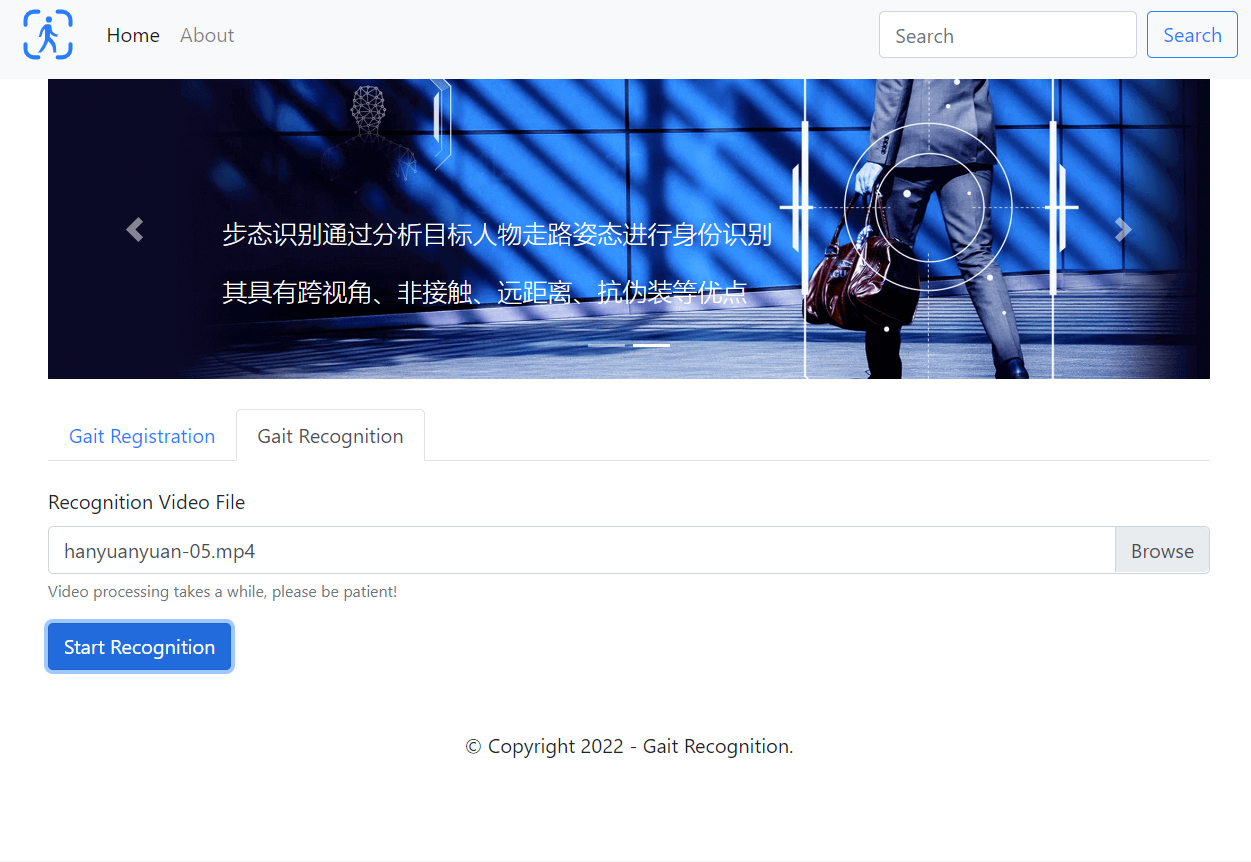 Home About Search Search
步态识别通过分析目标人物走路姿态进行身份识别
其具有跨视角、非接触、远距离、抗伪装等优点
Gait Registration Gait Recognition
Recognition Video File
hanyuanyuan-05.mp4 Browse
Video processing takes a while, please be patient!
Start Recognition
© Copyright 2022 - Gait Recognition.